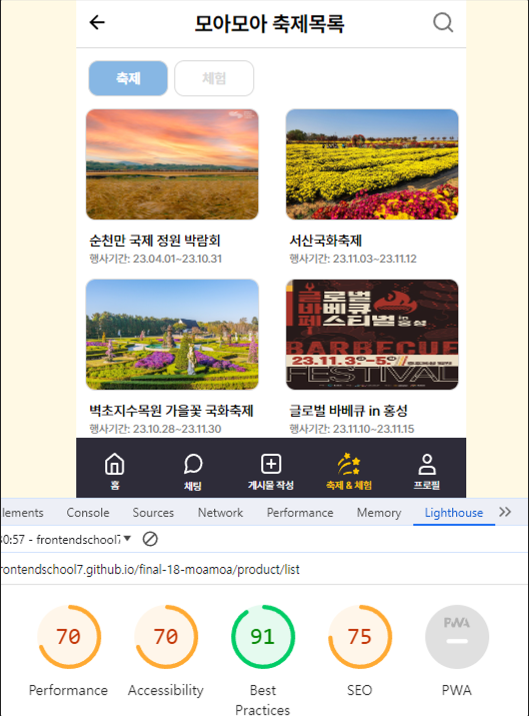 모아모아 축제목록
축제
체험
순천만 국제 정원 박람회
행사기간: 23.04.01~23.10.31
서산국화축제
행사기간: 23.11.03~23.11.12
벽초지수목원 가을꽃 국화축제
행사기간: 23.10.28~23.11.30
글로벌
바베큐
페스티벌 in 홍성
BARBECUE
23.11.3 -5
FESTIVAL
글로벌 바베큐 in 홍성
행사기간: 23.11.10~23.11.15
홈
채팅
게시물 작성
축제 & 체험
프로필
lements
Console
Sources
Network
Performance
Memory
Lighthouse
30:57 - frontendschool7
rontendschool7.github.io/final-18-moamoa/product/list
70
70
91
75
PWA
Performance
Accessibility
Best
Practices
SEO
PWA